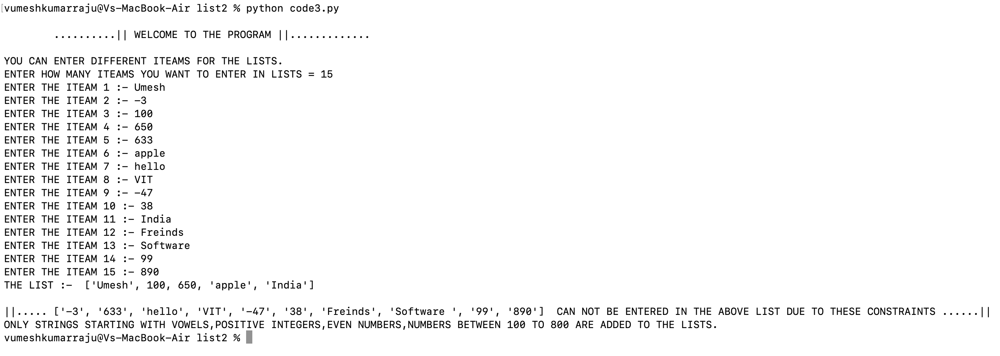 [vumeshkumarraju@Vs-MacBook-Air list2 % python code3.py
..........|| WELCOME TO THE PROGRAM ||.............
YOU CAN ENTER DIFFERENT ITEAMS FOR THE LISTS.
ENTER HOW MANY ITEAMS YOU WANT TO ENTER IN LISTS = 15
ENTER THE ITEAM 1 :- Umesh
ENTER THE ITEAM 2 :- -3
ENTER THE ITEAM 3 :- 100
ENTER THE ITEAM 4 :- 650
ENTER THE ITEAM 5 :- 633
ENTER THE ITEAM 6 :- apple
ENTER THE ITEAM 7 :- hello
ENTER THE ITEAM 8 :- VIT
ENTER THE ITEAM 9 :- -47
ENTER THE ITEAM 10 :- 38
ENTER THE ITEAM 11 :- India
ENTER THE ITEAM 12 :- Freinds
ENTER THE ITEAM 13 :- Software
ENTER THE ITEAM 14 :- 99
ENTER THE ITEAM 15 :- 890
THE LIST :-  ['Umesh', 100, 650, 'apple', 'India']
||..... ['-3', '633', 'hello', 'VIT', '-47', '38', 'Freinds', 'Software ', '99', '890']  CAN NOT BE ENTERED IN THE ABOVE LIST DUE TO THESE CONSTRAINTS ......||
ONLY STRINGS STARTING WITH VOWELS,POSITIVE INTEGERS,EVEN NUMBERS,NUMBERS BETWEEN 100 TO 800 ARE ADDED TO THE LISTS.
vumeshkumarraju@Vs-MacBook-Air list2 %